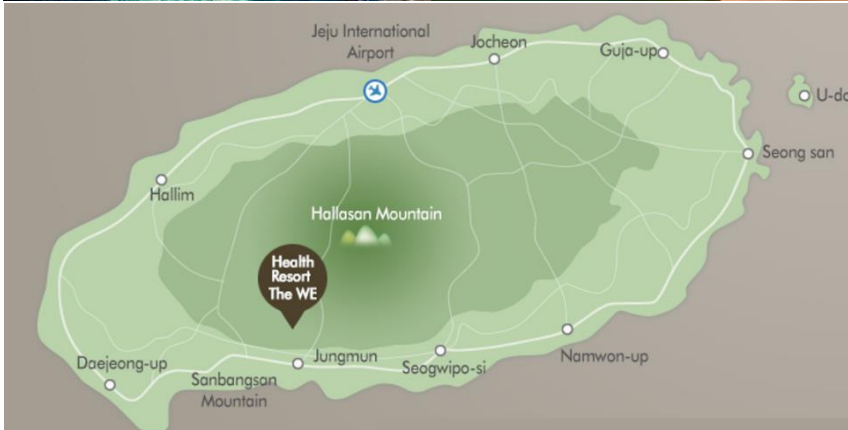 Jeju International
Airport
Jocheon
Guja-up
Seong san
Hallim
Hallasan Mountain
Health
Resort
The WE
Daejeong-up
Sanbangsan
Mountain
Jungmun
Seogwipo-si
Namwon-up